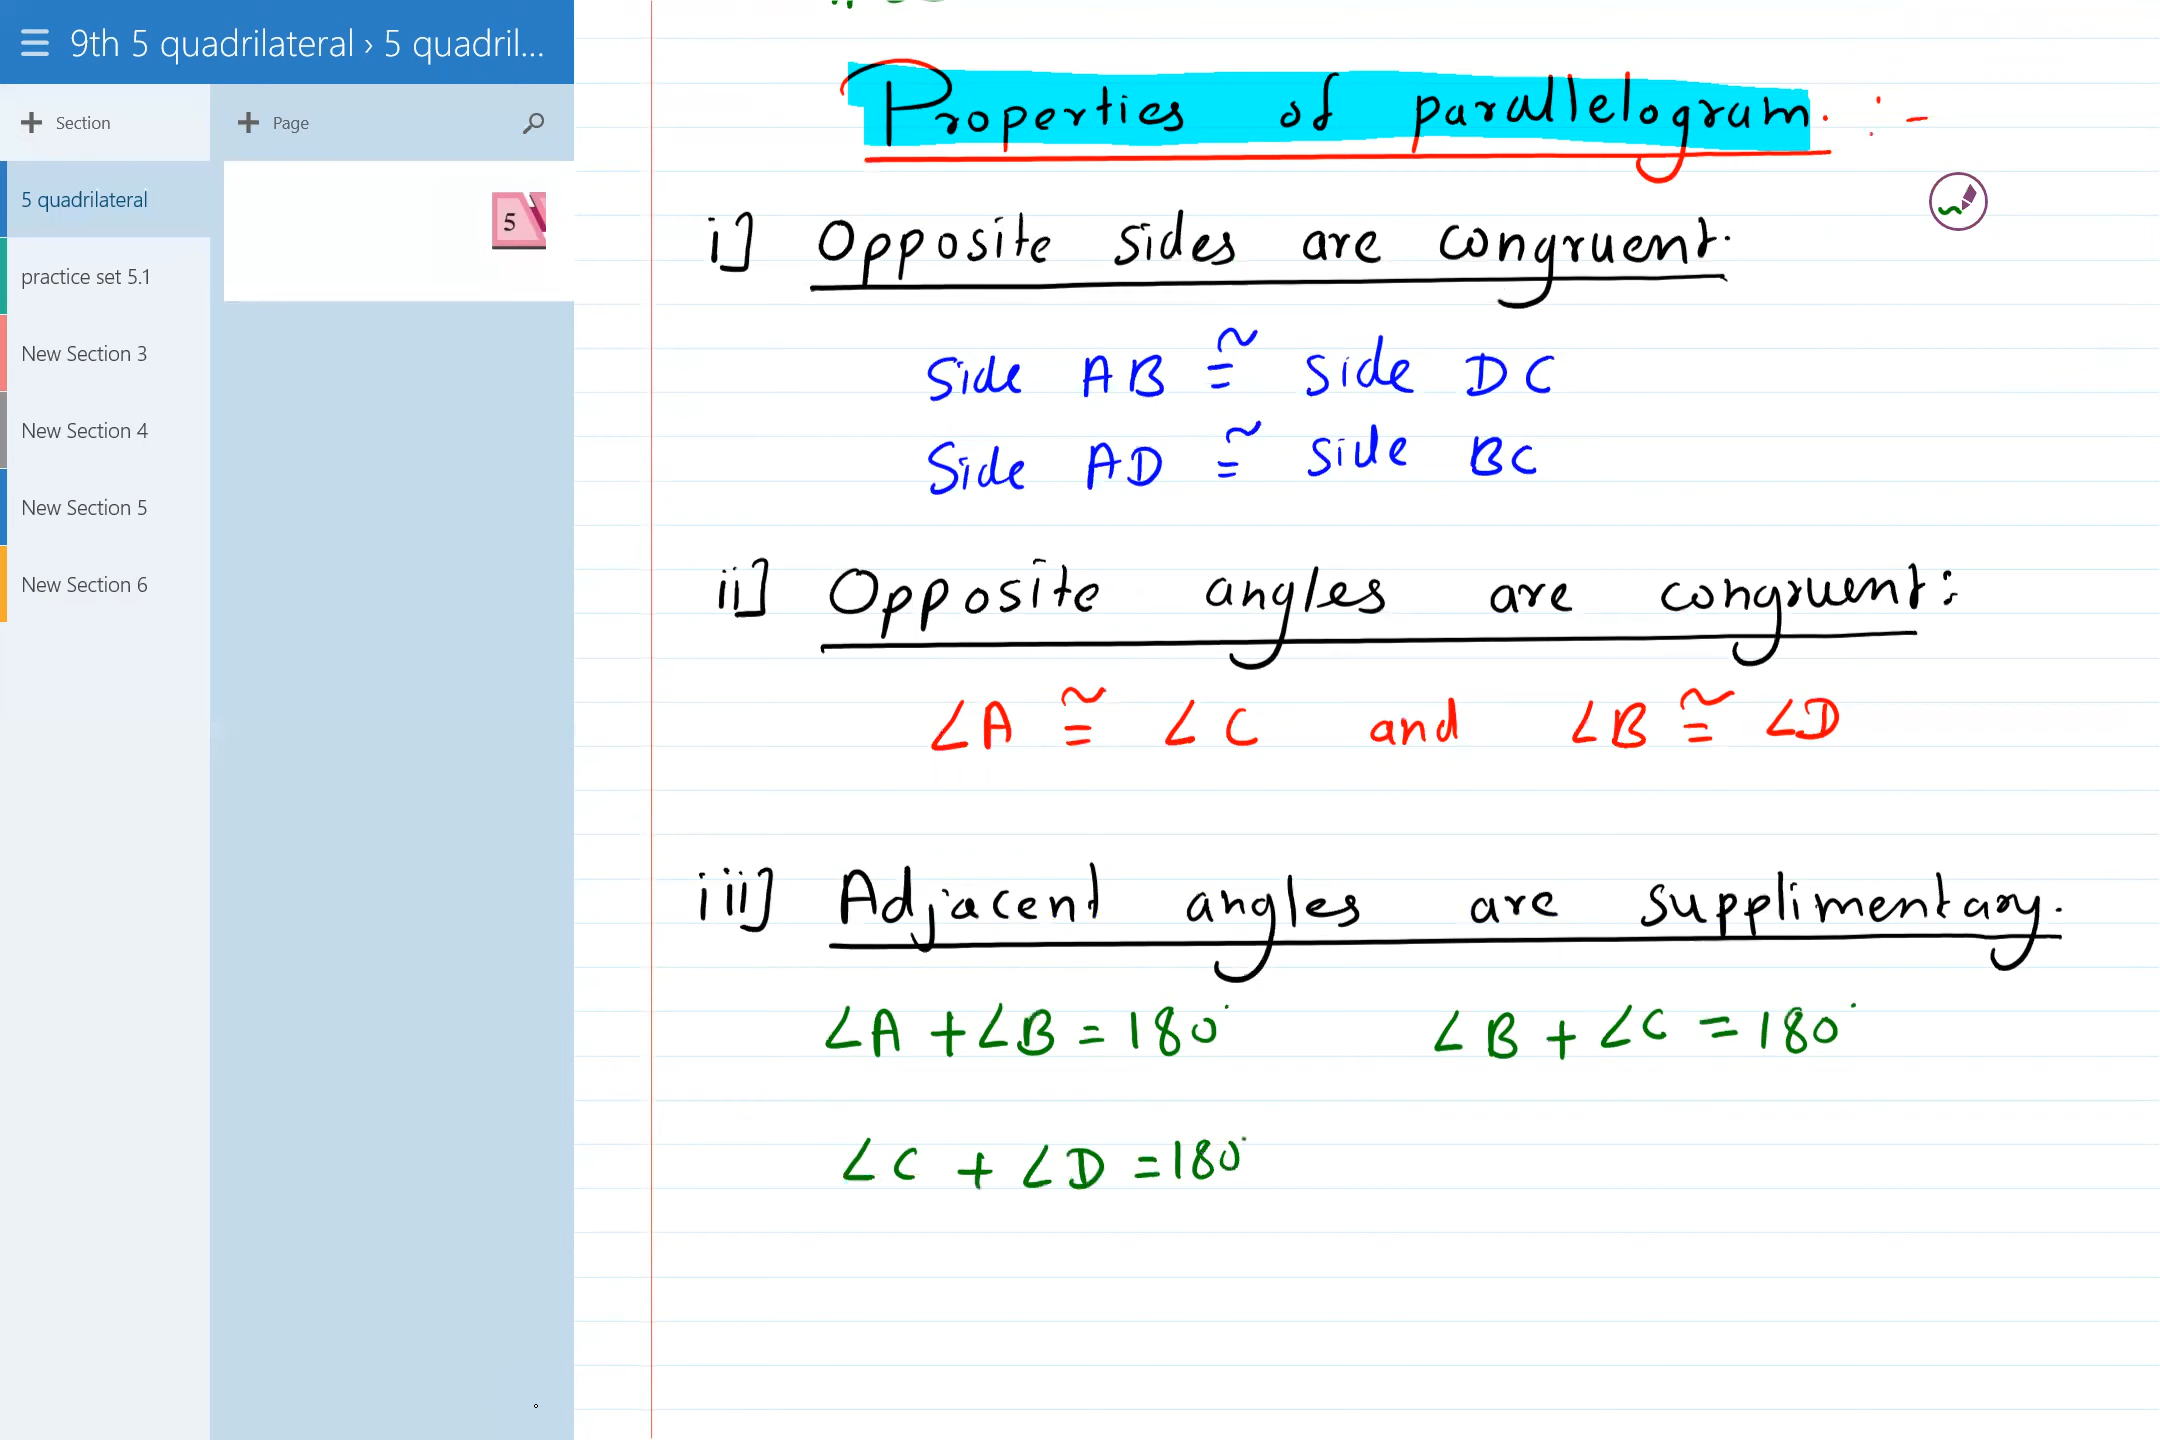 9th 5 quadrilateral › 5 quadril...
Section
Page
5 quadrilateral
5
practice set 5.1
New Section 3
New Section 4
New Section 5
New Section 6
Properties of parallelogram. :-
i] Opposite sides are congruent.
Side AB ≅ side DC
Side AD ≅ side BC
ii] Opposite angles are congruent:
∠A ≅ ∠C and ∠B ≅ ∠D
iii] Adjacent angles are supplimentary.
∠A + ∠B = 180° ∠B + ∠C = 180°
∠C + ∠D = 180°